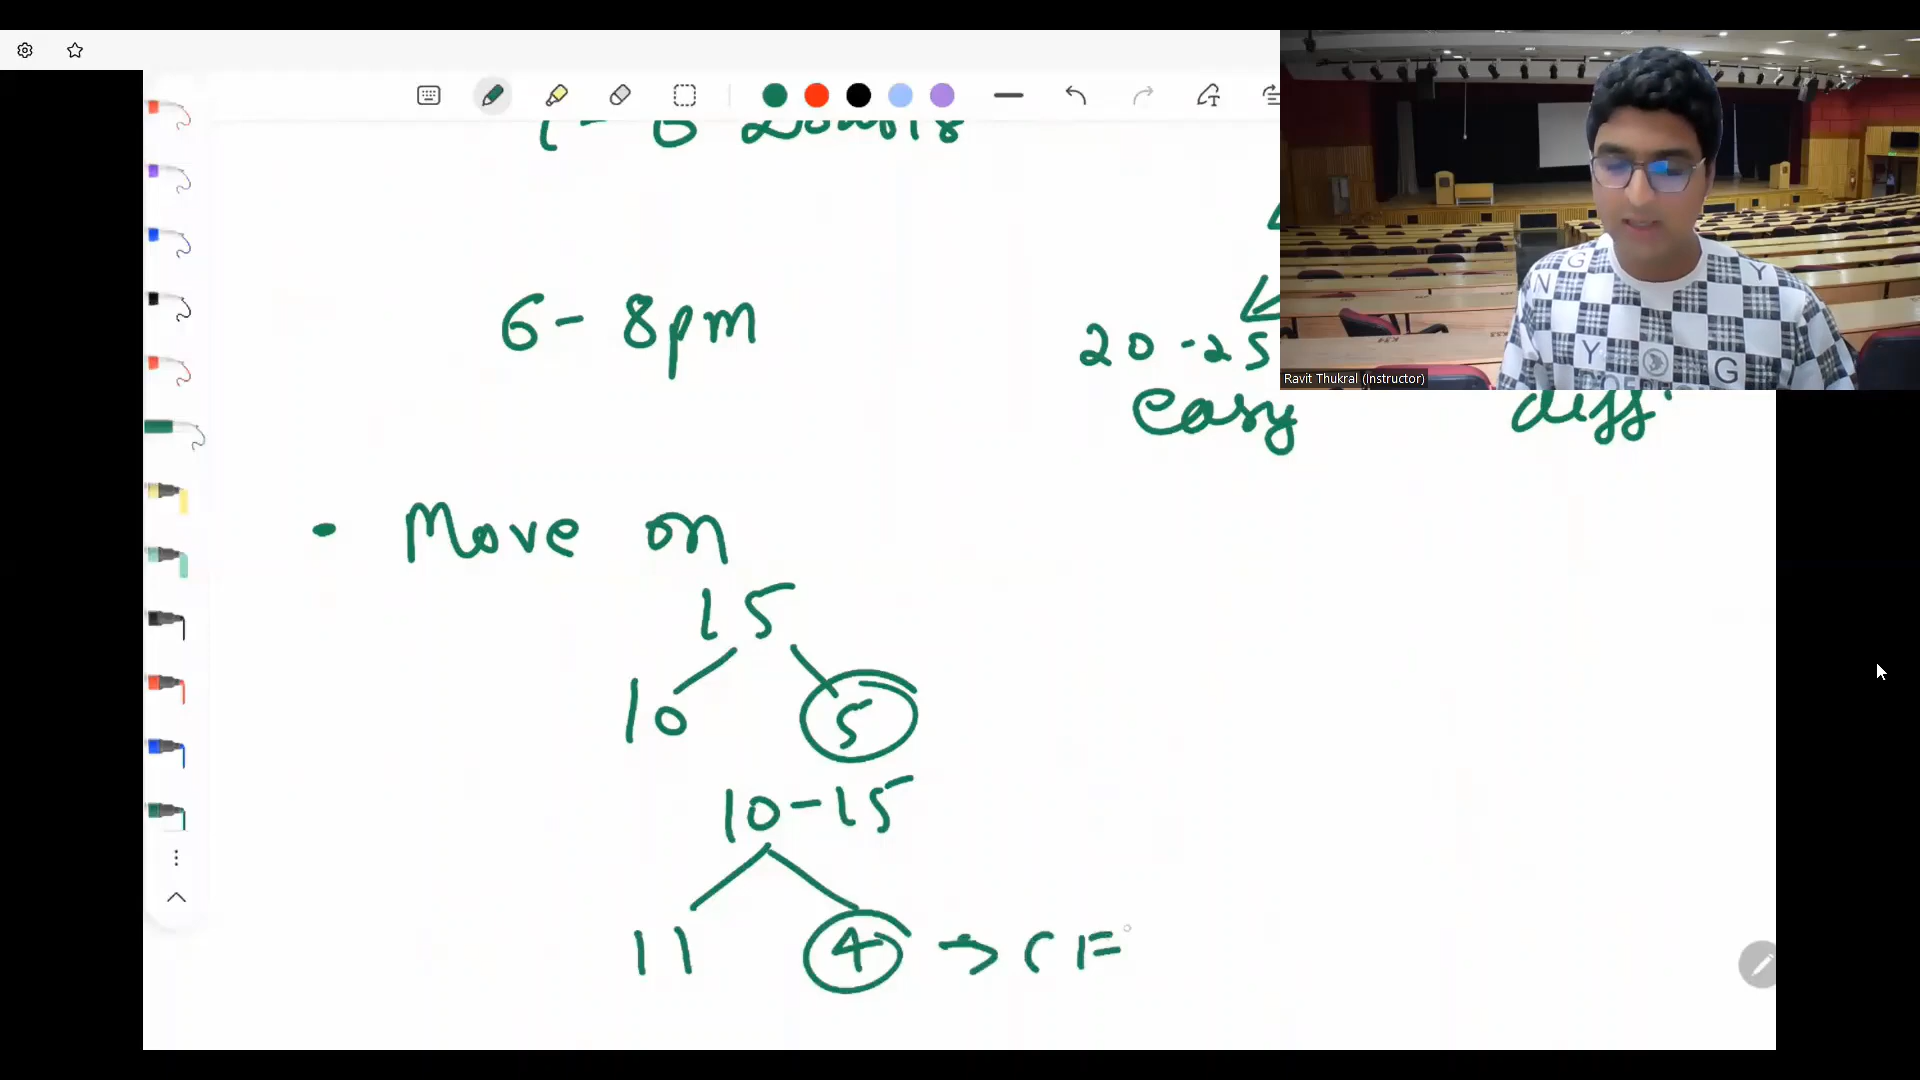 6 - 8pm
20 - 25
easy
diff.
• Move on
15
10 5
10 - 15
11 4 → CF
Ravit Thukral (Instructor)
N G Y
Y G